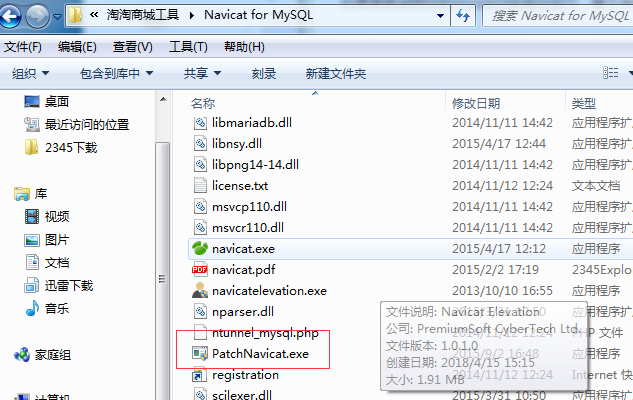 « 淘淘商城工具 ▸ Navicat for MySQL
搜索 Navicat for MySQL
文件(F) 编辑(E) 查看(V) 工具(T) 帮助(H)
组织 包含到库中 共享 刻录 新建文件夹
桌面
最近访问的位置
2345下载
库
视频
图片
文档
迅雷下载
音乐
家庭组
计算机
名称 修改日期 类型
libmariadb.dll 2014/11/11 14:42 应用程序扩
libnsy.dll 2015/4/17 12:44 应用程序扩
libpng14-14.dll 2014/11/11 14:42 应用程序扩
license.txt 2014/11/12 12:24 文本文档
msvcp110.dll 2014/11/11 14:42 应用程序扩
msvcr110.dll 2014/11/11 14:42 应用程序扩
navicat.exe 2015/4/17 12:12 应用程序
navicat.pdf 2015/2/2 17:19 2345Explo
navicatelevation.exe 2013/10/10 16:55 应用程序
nparser.dll 应用程序扩
ntunnel_mysql.php PHP 文件
PatchNavicat.exe 2015/9/2 16:48 应用程序
registration 2014/11/12 12:24 Internet 快
scilexer.dll 2015/3/31 10:50 应用程序扩
文件说明: Navicat Elevation
公司: PremiumSoft CyberTech Ltd.
文件版本: 1.0.1.0
创建日期: 2018/4/15 15:15
大小: 1.91 MB